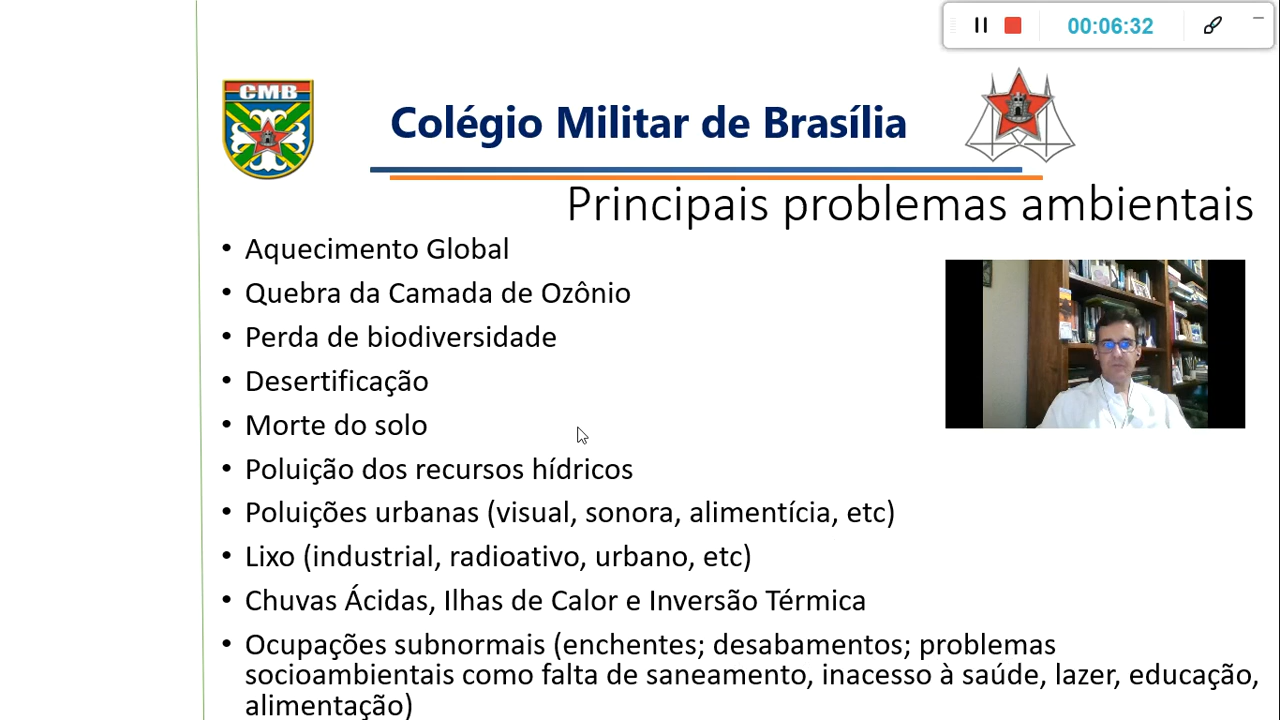 00:06:32
CMB
Colégio Militar de Brasília
Principais problemas ambientais
• Aquecimento Global
• Quebra da Camada de Ozônio
• Perda de biodiversidade
• Desertificação
• Morte do solo
• Poluição dos recursos hídricos
• Poluições urbanas (visual, sonora, alimentícia, etc)
• Lixo (industrial, radioativo, urbano, etc)
• Chuvas Ácidas, Ilhas de Calor e Inversão Térmica
• Ocupações subnormais (enchentes; desabamentos; problemas
socioambientais como falta de saneamento, inacesso à saúde, lazer, educação,
alimentação)